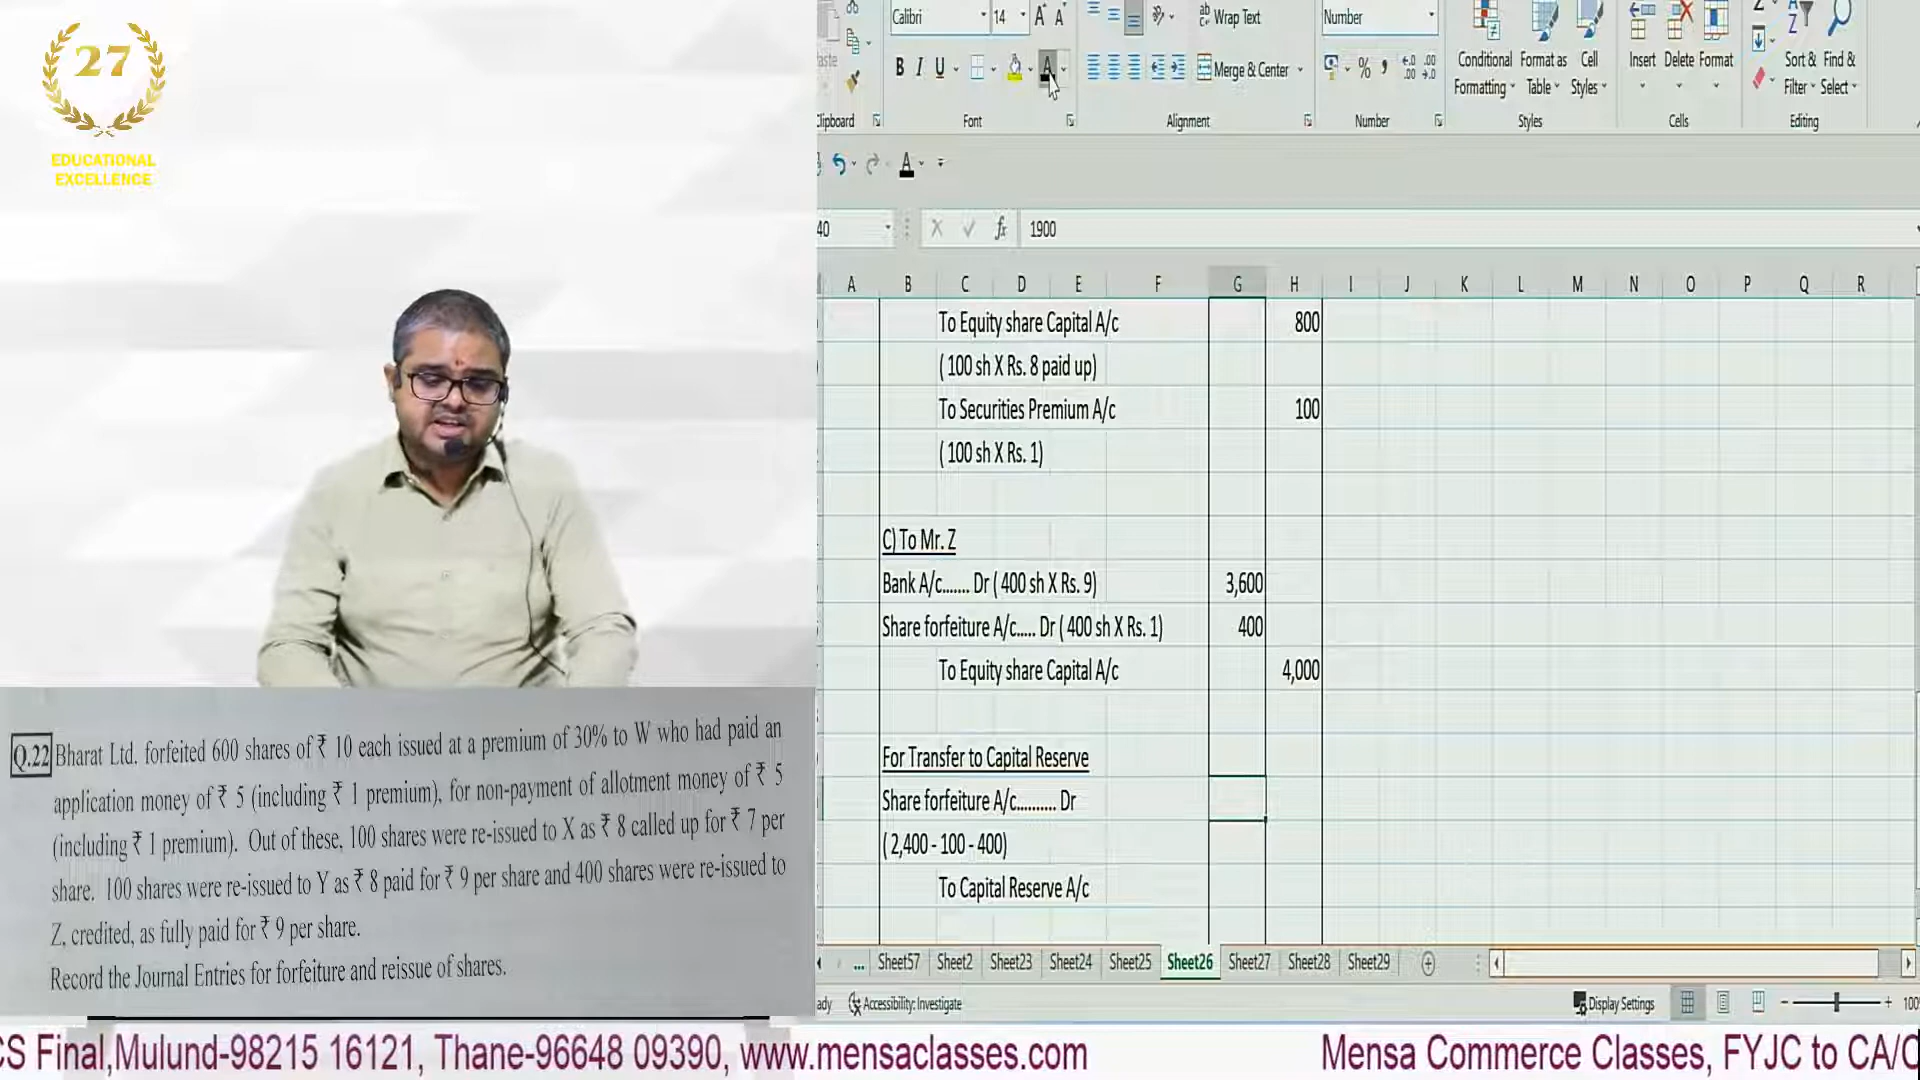 27
EDUCATIONAL
EXCELLENCE
Calibri
14
Wrap Text
Number
B I U
Merge & Center
Conditional
Formatting
Format as
Table
Cell
Styles
Insert
Delete
Format
Sort &
Filter
Find &
Select
Clipboard
Font
Alignment
Number
Styles
Cells
Editing
40
fx
1900
A B C D E F G H I J K L M N O P Q R
To Equity share Capital A/c 800
( 100 sh X Rs. 8 paid up)
To Securities Premium A/c 100
( 100 sh X Rs. 1)
C) To Mr. Z
Bank A/c....... Dr ( 400 sh X Rs. 9) 3,600
Share forfeiture A/c..... Dr ( 400 sh X Rs. 1) 400
To Equity share Capital A/c 4,000
For Transfer to Capital Reserve
Share forfeiture A/c.......... Dr
( 2,400 - 100 - 400)
To Capital Reserve A/c
... Sheet57 Sheet2 Sheet23 Sheet24 Sheet25 Sheet26 Sheet27 Sheet28 Sheet29
ady Accessibility: Investigate Display Settings 100
Q.22 Bharat Ltd. forfeited 600 shares of ₹ 10 each issued at a premium of 30% to W who had paid an
application money of ₹ 5 (including ₹ 1 premium), for non-payment of allotment money of ₹ 5
(including ₹ 1 premium). Out of these, 100 shares were re-issued to X as ₹ 8 called up for ₹ 7 per
share. 100 shares were re-issued to Y as ₹ 8 paid for ₹ 9 per share and 400 shares were re-issued to
Z, credited, as fully paid for ₹ 9 per share.
Record the Journal Entries for forfeiture and reissue of shares.
CS Final,Mulund-98215 16121, Thane-96648 09390, www.mensaclasses.com Mensa Commerce Classes, FYJC to CA/C